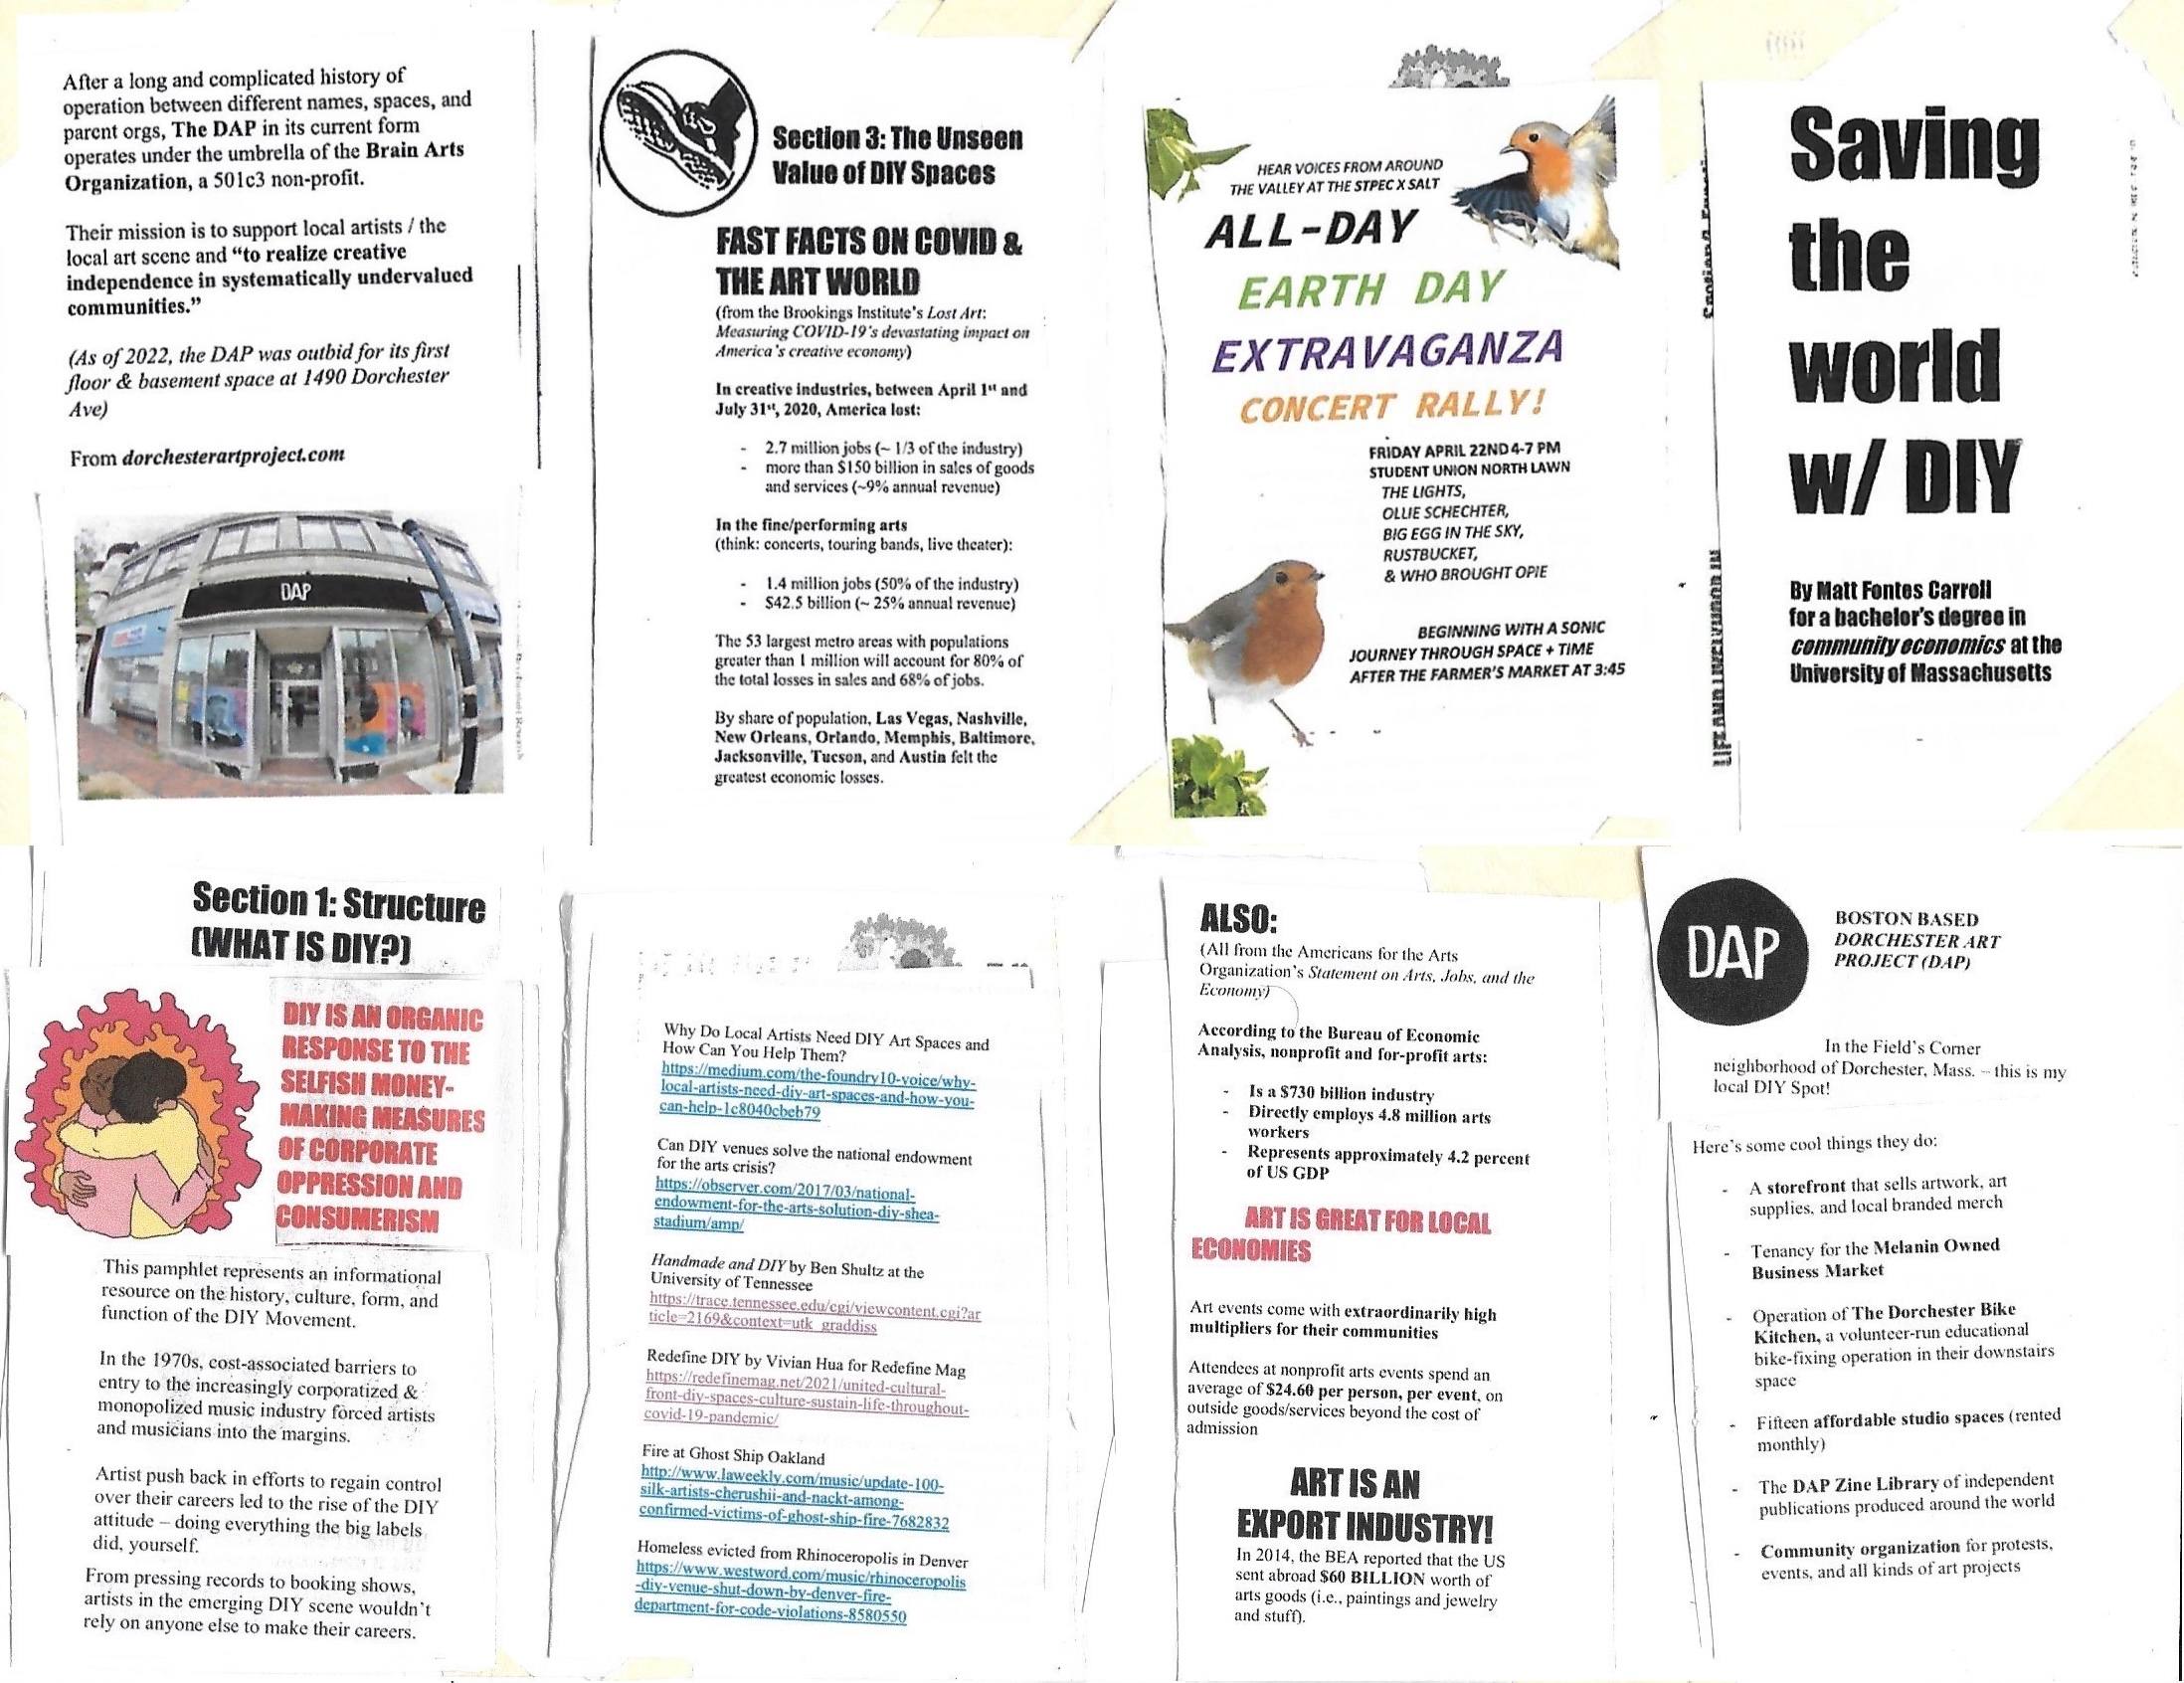 After a long and complicated history of
operation between different names, spaces, and
parent orgs, The DAP in its current form
operates under the umbrella of the Brain Arts
Organization, a 501c3 non-profit.
Their mission is to support local artists / the
local art scene and “to realize creative
independence in systematically undervalued
communities.”
(As of 2022, the DAP was outbid for its first
floor & basement space at 1490 Dorchester
Ave)
From dorchesterartproject.com
DAP
Section 3: The Unseen
Value of DIY Spaces
FAST FACTS ON COVID &
THE ART WORLD
(from the Brookings Institute’s Lost Art:
Measuring COVID-19’s devastating impact on
America’s creative economy)
In creative industries, between April 1st and
July 31st, 2020, America lost:
- 2.7 million jobs (~ 1/3 of the industry)
- more than $150 billion in sales of goods
and services (~9% annual revenue)
In the fine/performing arts
(think: concerts, touring bands, live theater):
- 1.4 million jobs (50% of the industry)
- $42.5 billion (~ 25% annual revenue)
The 53 largest metro areas with populations
greater than 1 million will account for 80% of
the total losses in sales and 68% of jobs.
By share of population, Las Vegas, Nashville,
New Orleans, Orlando, Memphis, Baltimore,
Jacksonville, Tucson, and Austin felt the
greatest economic losses.
HEAR VOICES FROM AROUND
THE VALLEY AT THE STPEC X SALT
ALL-DAY
EARTH DAY
EXTRAVAGANZA
CONCERT RALLY!
FRIDAY APRIL 22ND 4-7 PM
STUDENT UNION NORTH LAWN
THE LIGHTS,
OLLIE SCHECHTER,
BIG EGG IN THE SKY,
RUSTBUCKET,
& WHO BROUGHT OPIE
BEGINNING WITH A SONIC
JOURNEY THROUGH SPACE + TIME
AFTER THE FARMER’S MARKET AT 3:45
Saving
the
world
w/ DIY
By Matt Fontes Carroll
for a bachelor’s degree in
community economics at the
University of Massachusetts
Section 1: Structure
(WHAT IS DIY?)
DIY IS AN ORGANIC
RESPONSE TO THE
SELFISH MONEY-
MAKING MEASURES
OF CORPORATE
OPPRESSION AND
CONSUMERISM
This pamphlet represents an informational
resource on the history, culture, form, and
function of the DIY Movement.
In the 1970s, cost-associated barriers to
entry to the increasingly corporatized &
monopolized music industry forced artists
and musicians into the margins.
Artist push back in efforts to regain control
over their careers led to the rise of the DIY
attitude – doing everything the big labels
did, yourself.
From pressing records to booking shows,
artists in the emerging DIY scene wouldn’t
rely on anyone else to make their careers.
Why Do Local Artists Need DIY Art Spaces and
How Can You Help Them?
https://medium.com/the-foundry10-voice/why-
local-artists-need-diy-art-spaces-and-how-you-
can-help-1c8040cbeb79
Can DIY venues solve the national endowment
for the arts crisis?
https://observer.com/2017/03/national-
endowment-for-the-arts-solution-diy-shea-
stadium/amp/
Handmade and DIY by Ben Shultz at the
University of Tennessee
https://trace.tennessee.edu/cgi/viewcontent.cgi?ar
ticle=2169&context=utk_graddiss
Redefine DIY by Vivian Hua for Redefine Mag
https://redefinemag.net/2021/united-cultural-
front-diy-spaces-culture-sustain-life-throughout-
covid-19-pandemic/
Fire at Ghost Ship Oakland
http://www.laweekly.com/music/update-100-
silk-artists-cherushii-and-nackt-among-
confirmed-victims-of-ghost-ship-fire-7682832
Homeless evicted from Rhinoceropolis in Denver
https://www.westword.com/music/rhinoceropolis
-diy-venue-shut-down-by-denver-fire-
department-for-code-violations-8580550
ALSO:
(All from the Americans for the Arts
Organization’s Statement on Arts, Jobs, and the
Economy)
According to the Bureau of Economic
Analysis, nonprofit and for-profit arts:
- Is a $730 billion industry
- Directly employs 4.8 million arts
workers
- Represents approximately 4.2 percent
of US GDP
ART IS GREAT FOR LOCAL
ECONOMIES
Art events come with extraordinarily high
multipliers for their communities
Attendees at nonprofit arts events spend an
average of $24.60 per person, per event, on
outside goods/services beyond the cost of
admission
ART IS AN
EXPORT INDUSTRY!
In 2014, the BEA reported that the US
sent abroad $60 BILLION worth of
arts goods (i.e., paintings and jewelry
and stuff).
DAP
BOSTON BASED
DORCHESTER ART
PROJECT (DAP)
In the Field’s Corner
neighborhood of Dorchester, Mass. – this is my
local DIY Spot!
Here’s some cool things they do:
- A storefront that sells artwork, art
supplies, and local branded merch
- Tenancy for the Melanin Owned
Business Market
- Operation of The Dorchester Bike
Kitchen, a volunteer-run educational
bike-fixing operation in their downstairs
space
- Fifteen affordable studio spaces (rented
monthly)
- The DAP Zine Library of independent
publications produced around the world
- Community organization for protests,
events, and all kinds of art projects